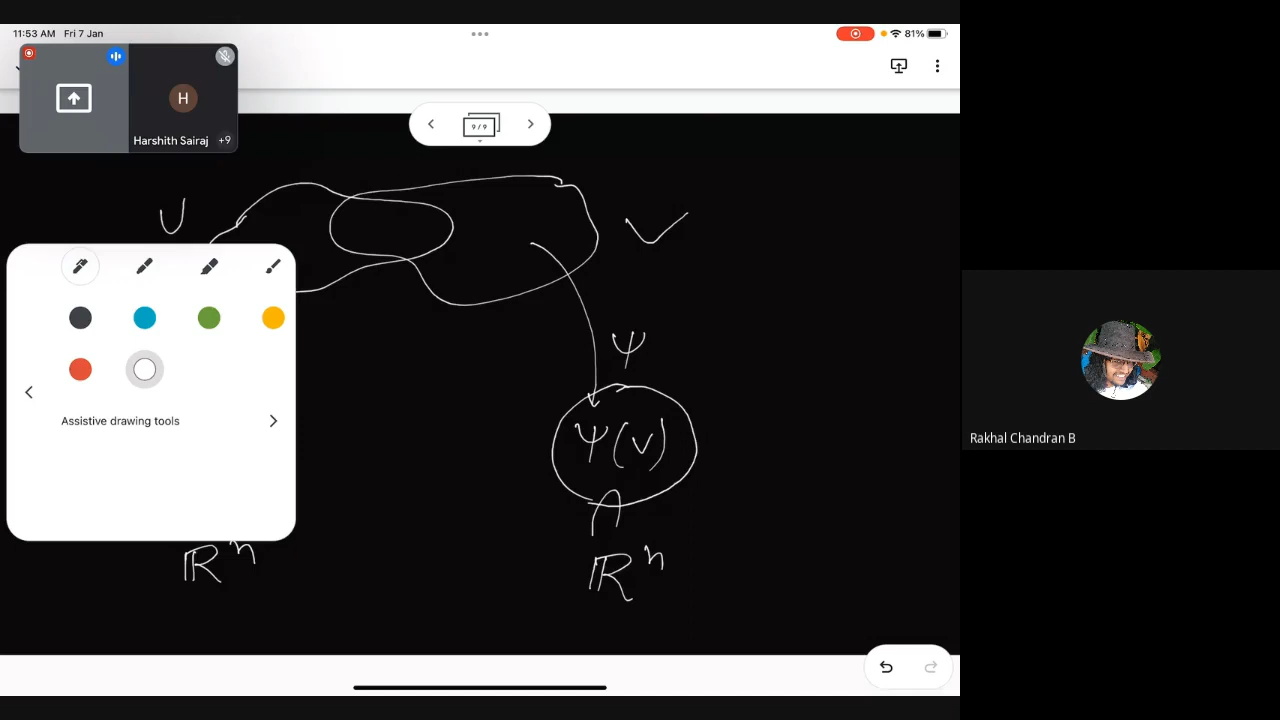 11:53 AM Fri 7 Jan
81%
H
Harshith Sairaj +9
9/9
U
V
Ψ
Assistive drawing tools
Ψ(V)
Rakhal Chandran B
∩
ℝⁿ ℝⁿ